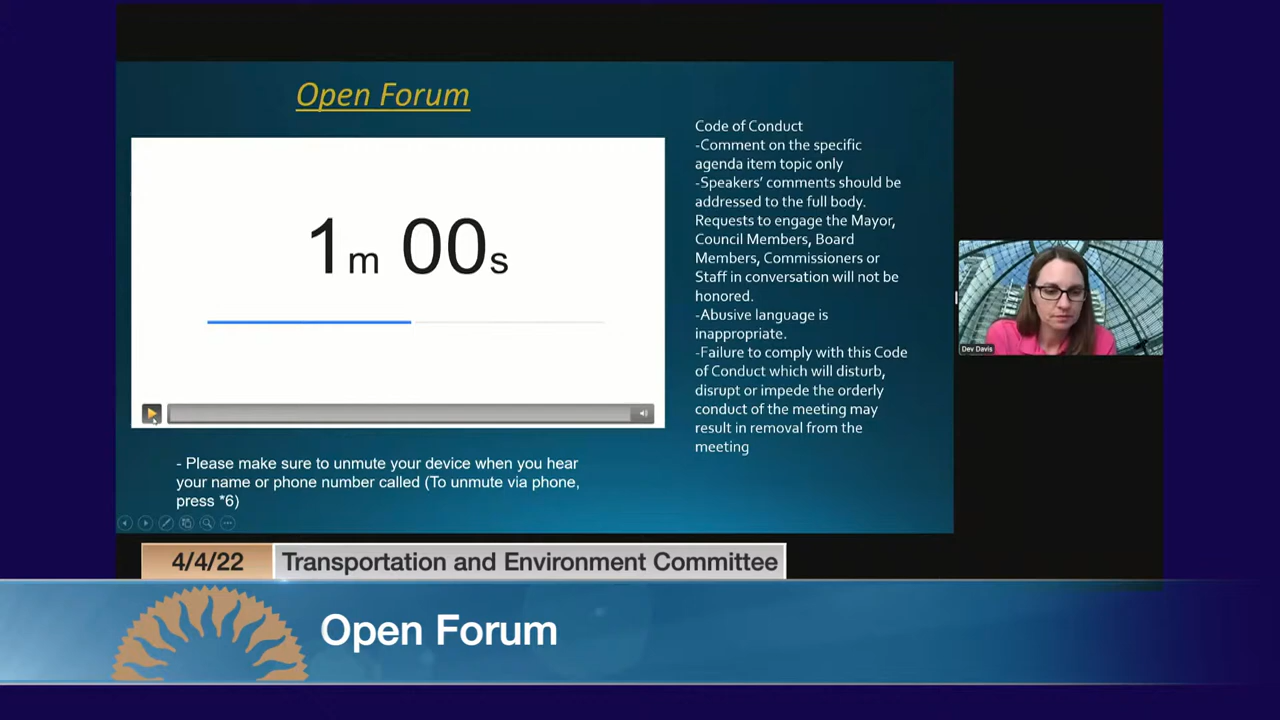 Open Forum
1m 00s
Code of Conduct
-Comment on the specific
agenda item topic only
-Speakers' comments should be
addressed to the full body.
Requests to engage the Mayor,
Council Members, Board
Members, Commissioners or
Staff in conversation will not be
honored.
-Abusive language is
inappropriate.
-Failure to comply with this Code
of Conduct which will disturb,
disrupt or impede the orderly
conduct of the meeting may
result in removal from the
meeting
- Please make sure to unmute your device when you hear
your name or phone number called (To unmute via phone,
press *6)
Dev Davis
4/4/22
Transportation and Environment Committee
Open Forum